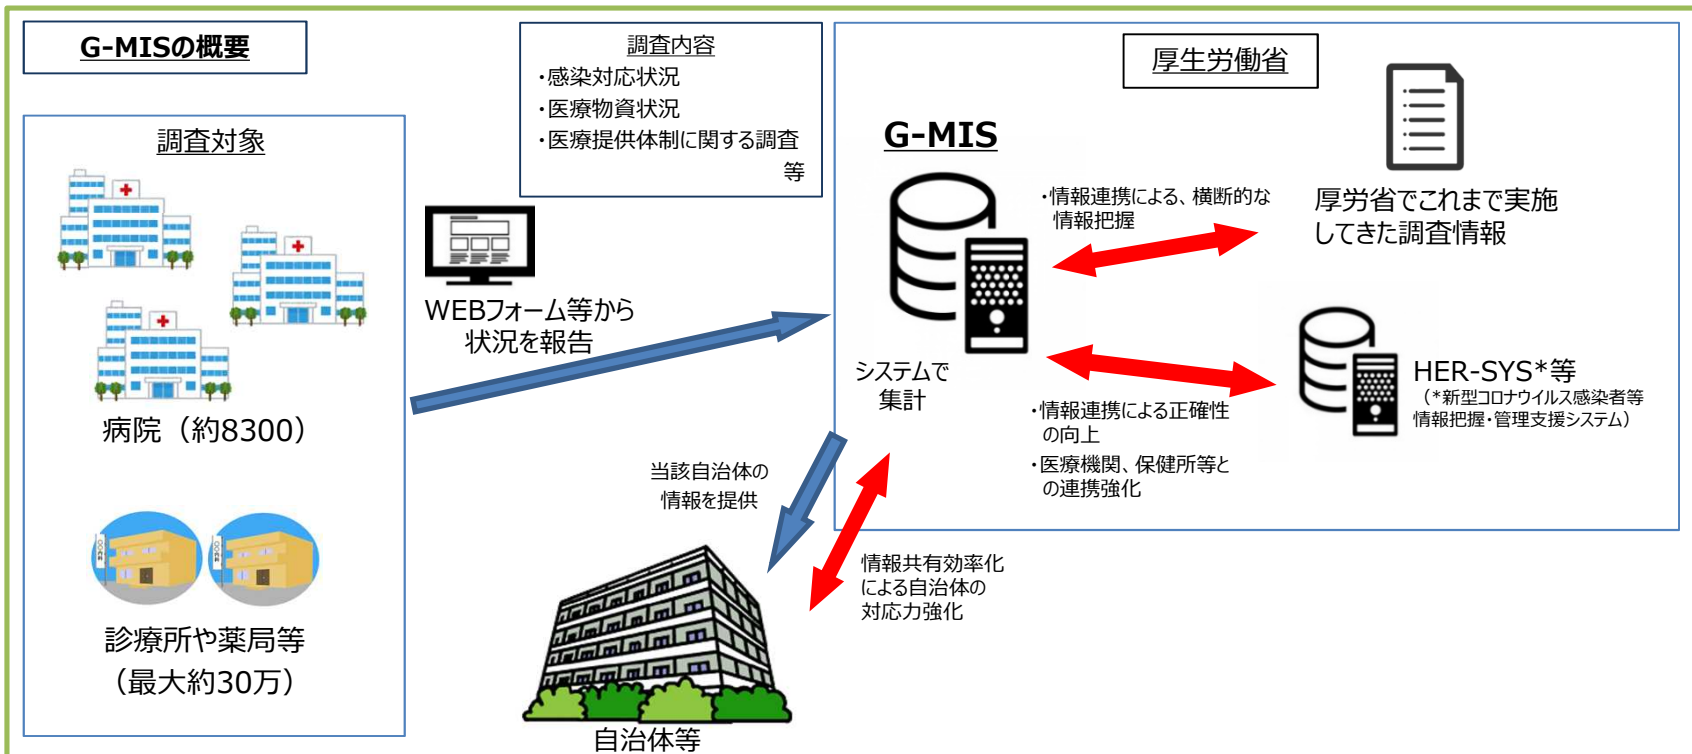 G-MISの概要
調査内容
・感染対応状況
・医療物資状況
・医療提供体制に関する調査
等
厚生労働省
調査対象
病院（約8300）
診療所や薬局等
（最大約30万）
WEBフォーム等から
状況を報告
G-MIS
システムで
集計
・情報連携による、横断的な
情報把握
厚労省でこれまで実施
してきた調査情報
HER-SYS*等
（*新型コロナウイルス感染者等
情報把握・管理支援システム）
・情報連携による正確性
の向上
・医療機関、保健所等と
の連携強化
当該自治体の
情報を提供
情報共有効率化
による自治体の
対応力強化
自治体等